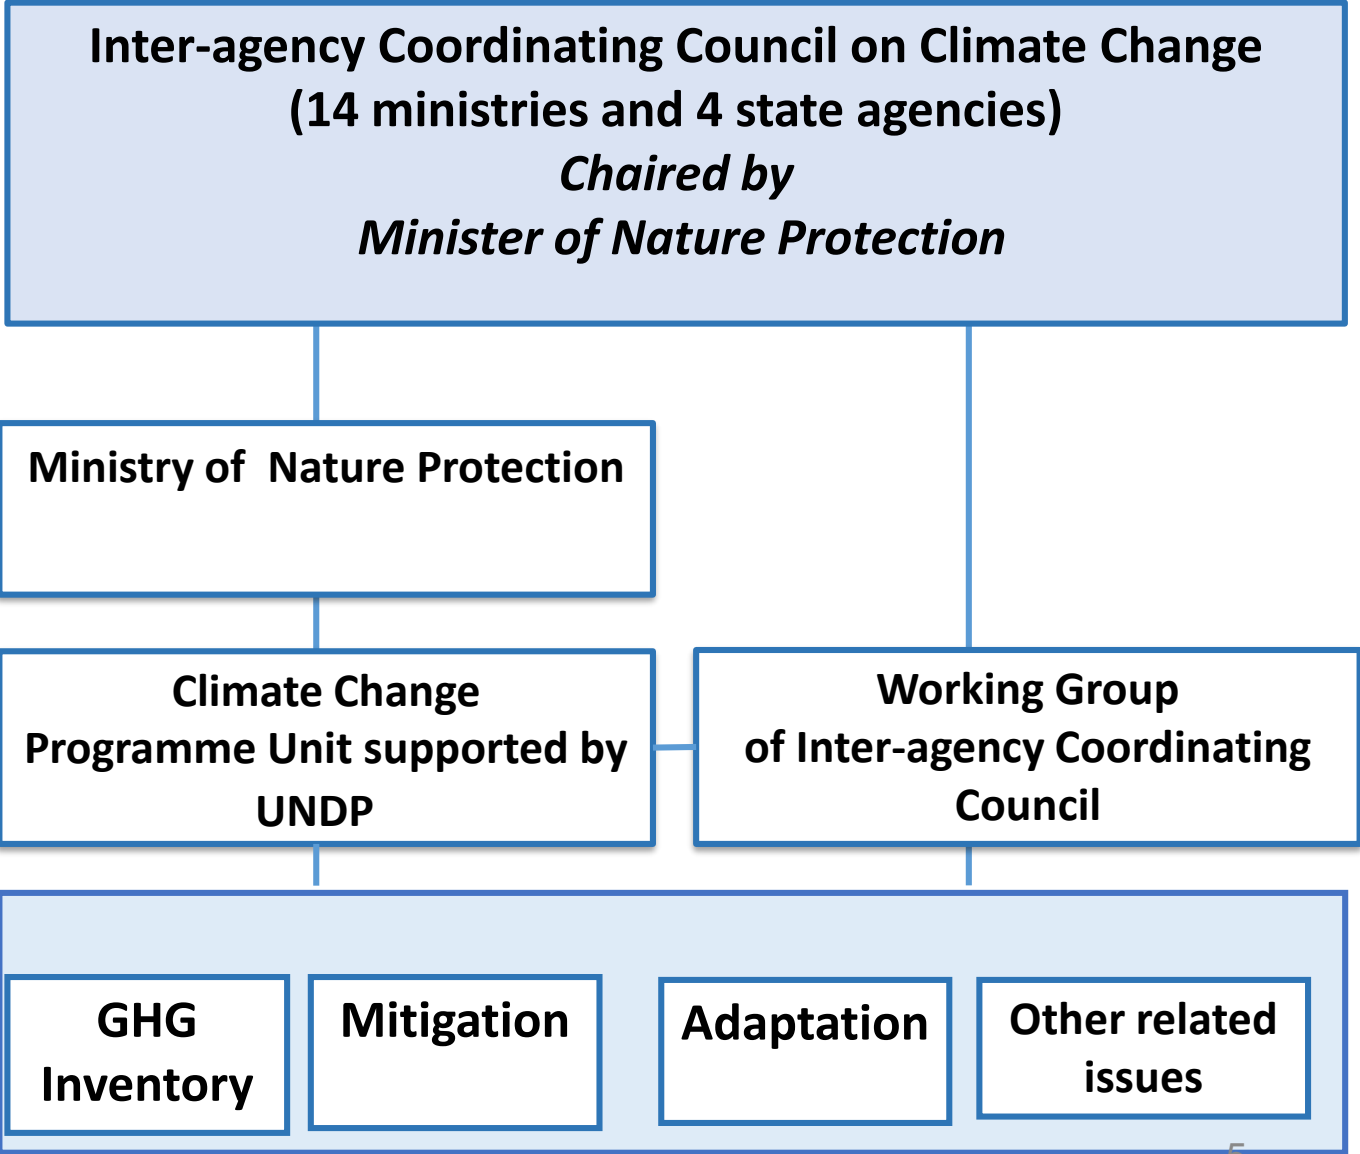 Inter-agency Coordinating Council on Climate Change
(14 ministries and 4 state agencies)
Chaired by
Minister of Nature Protection
Ministry of  Nature Protection
Climate Change
Programme Unit supported by
UNDP
Working Group
of Inter-agency Coordinating
Council
GHG
Inventory
Mitigation
Adaptation
Other related
issues